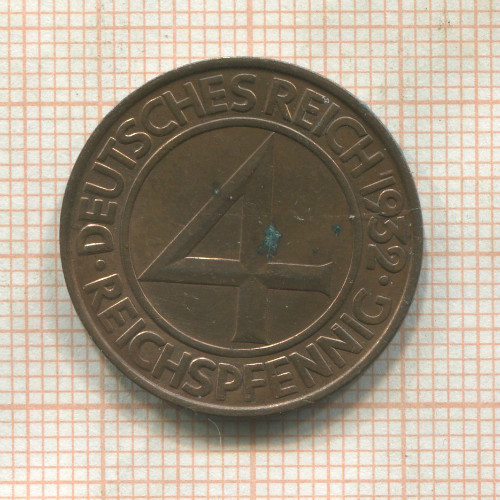 DEUTSCHES REICH 1932
4
REICHSPFENNIG